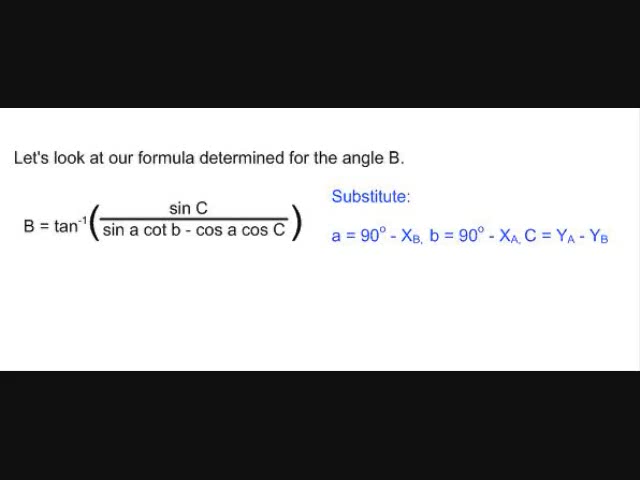 Let's look at our formula determined for the angle B.
Substitute:
B = tan⁻¹( sin C / sin a cot b - cos a cos C )
a = 90° - X_B, b = 90° - X_A, C = Y_A - Y_B